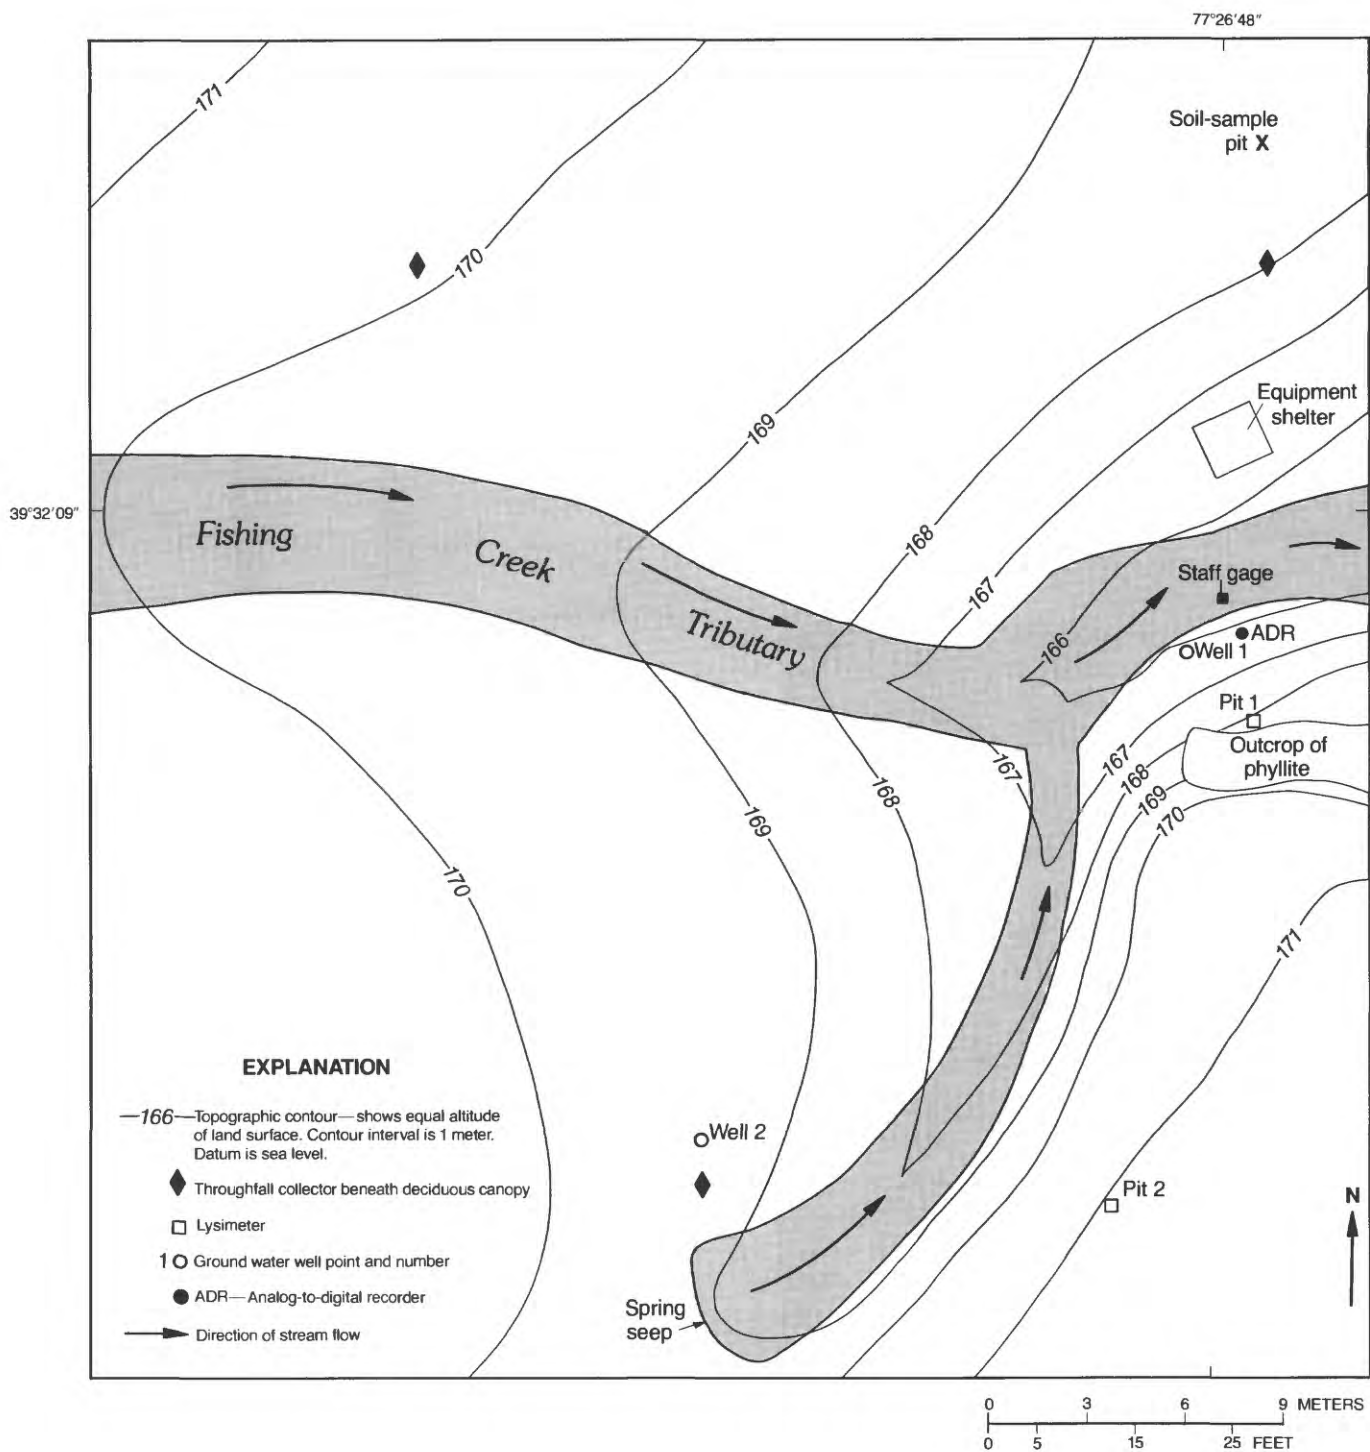 77°26'48"
171
Soil-sample
pit X
170
169
Equipment
shelter
168
39°32'09"
Fishing
Creek
Tributary
167
166
Staff gage
ADR
Well 1
Pit 1
Outcrop of
phyllite
167
168
169
170
167
168
169
170
171
EXPLANATION
—166—Topographic contour—shows equal altitude
of land surface. Contour interval is 1 meter.
Datum is sea level.
Throughfall collector beneath deciduous canopy
Lysimeter
1 Ground water well point and number
ADR—Analog-to-digital recorder
Direction of stream flow
Well 2
Pit 2
Spring
seep
N
0 3 6 9 METERS
0 5 15 25 FEET